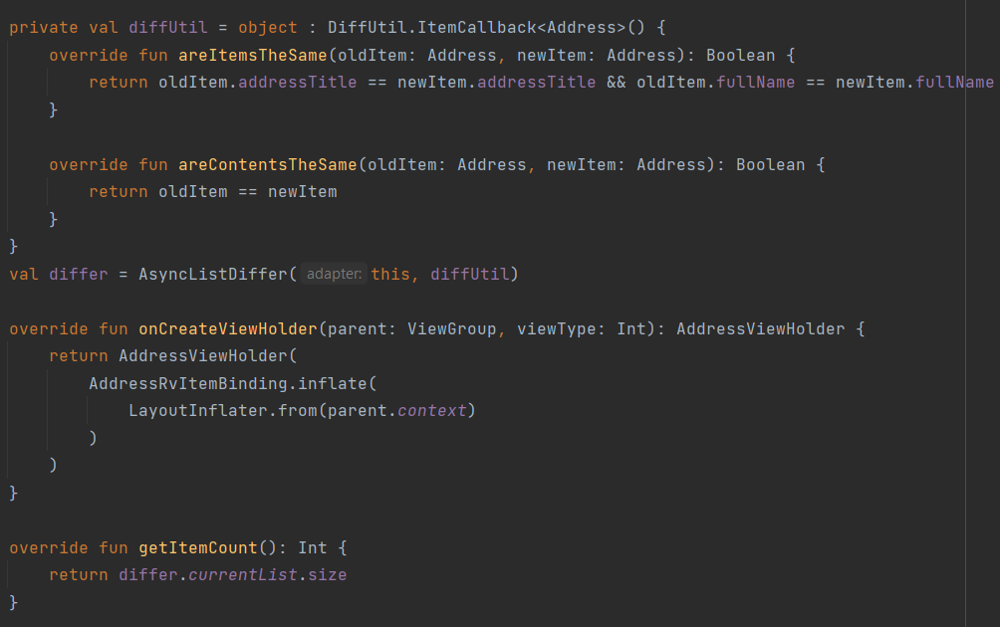 private val diffUtil = object : DiffUtil.ItemCallback<Address>() {
    override fun areItemsTheSame(oldItem: Address, newItem: Address): Boolean {
        return oldItem.addressTitle == newItem.addressTitle && oldItem.fullName == newItem.fullName
    }

    override fun areContentsTheSame(oldItem: Address, newItem: Address): Boolean {
        return oldItem == newItem
    }
}
val differ = AsyncListDiffer( adapter: this, diffUtil)

override fun onCreateViewHolder(parent: ViewGroup, viewType: Int): AddressViewHolder {
    return AddressViewHolder(
        AddressRvItemBinding.inflate(
            LayoutInflater.from(parent.context)
        )
    )
}

override fun getItemCount(): Int {
    return differ.currentList.size
}